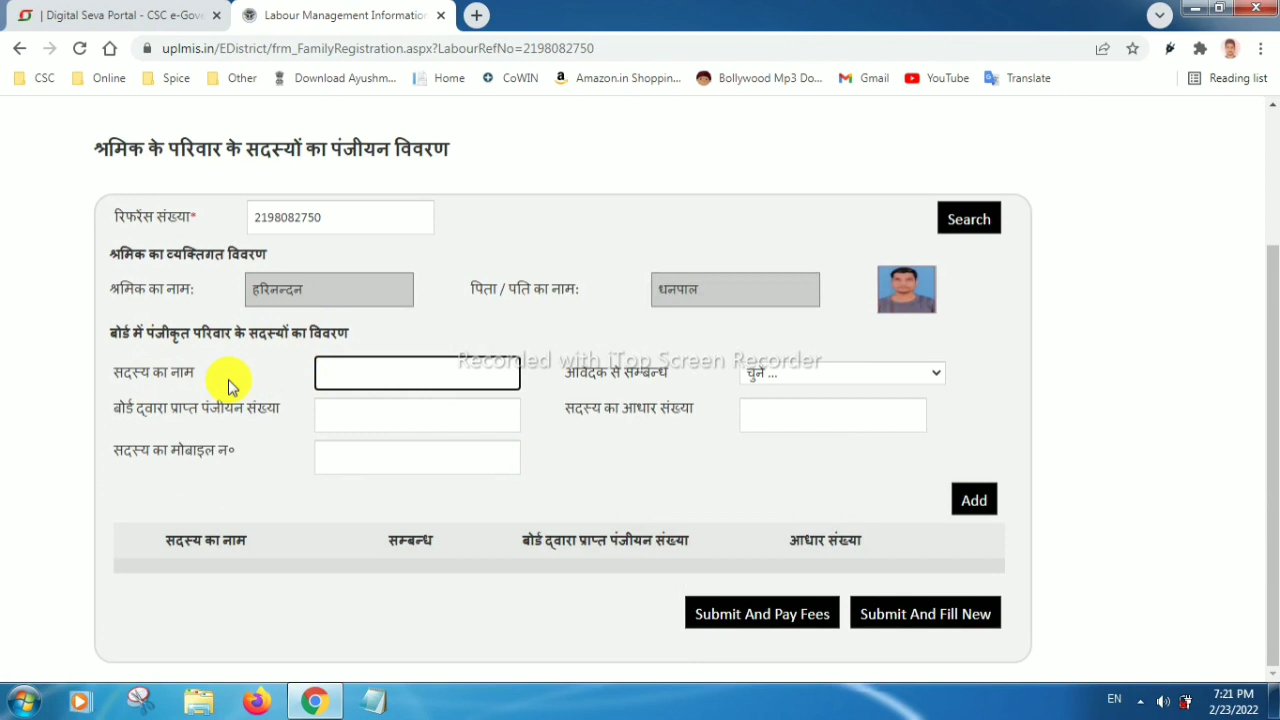 Digital Seva Portal - CSC e-Gove
Labour Management Information
uplmis.in/EDistrict/frm_FamilyRegistration.aspx?LabourRefNo=2198082750
CSC Online Spice Other Download Ayushm... Home CoWIN Amazon.in Shoppin... Bollywood Mp3 Do... Gmail YouTube Translate Reading list
श्रमिक के परिवार के सदस्यों का पंजीयन विवरण
रिफरेंस संख्या* 2198082750 Search
श्रमिक का व्यक्तिगत विवरण
श्रमिक का नाम: हरिनन्दन पिता / पति का नाम: धनपाल
बोर्ड में पंजीकृत परिवार के सदस्यों का विवरण
Recorded with iTop Screen Recorder
सदस्य का नाम आवेदक से सम्बन्ध चुने ...
बोर्ड द्वारा प्राप्त पंजीयन संख्या सदस्य का आधार संख्या
सदस्य का मोबाइल न०
Add
सदस्य का नाम सम्बन्ध बोर्ड द्वारा प्राप्त पंजीयन संख्या आधार संख्या
Submit And Pay Fees Submit And Fill New
EN 7:21 PM
2/23/2022